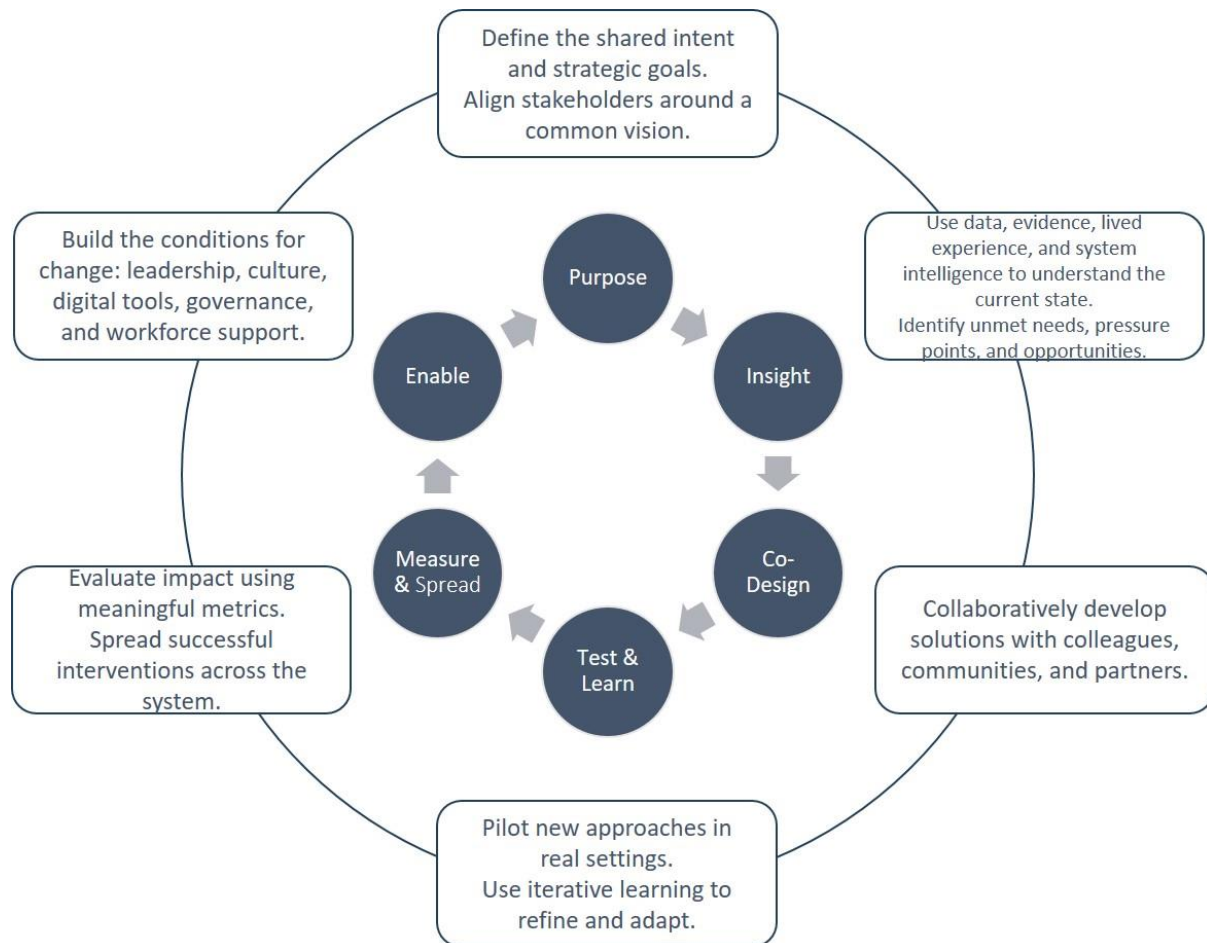 Define the shared intent
and strategic goals.
Align stakeholders around a
common vision.
Build the conditions for
change: leadership, culture,
digital tools, governance,
and workforce support.
Use data, evidence, lived
experience, and system
intelligence to understand the
current state.
Identify unmet needs, pressure
points, and opportunities.
Purpose
Enable
Insight
Measure
& Spread
Co-
Design
Test &
Learn
Evaluate impact using
meaningful metrics.
Spread successful
interventions across the
system.
Collaboratively develop
solutions with colleagues,
communities, and partners.
Pilot new approaches in
real settings.
Use iterative learning to
refine and adapt.